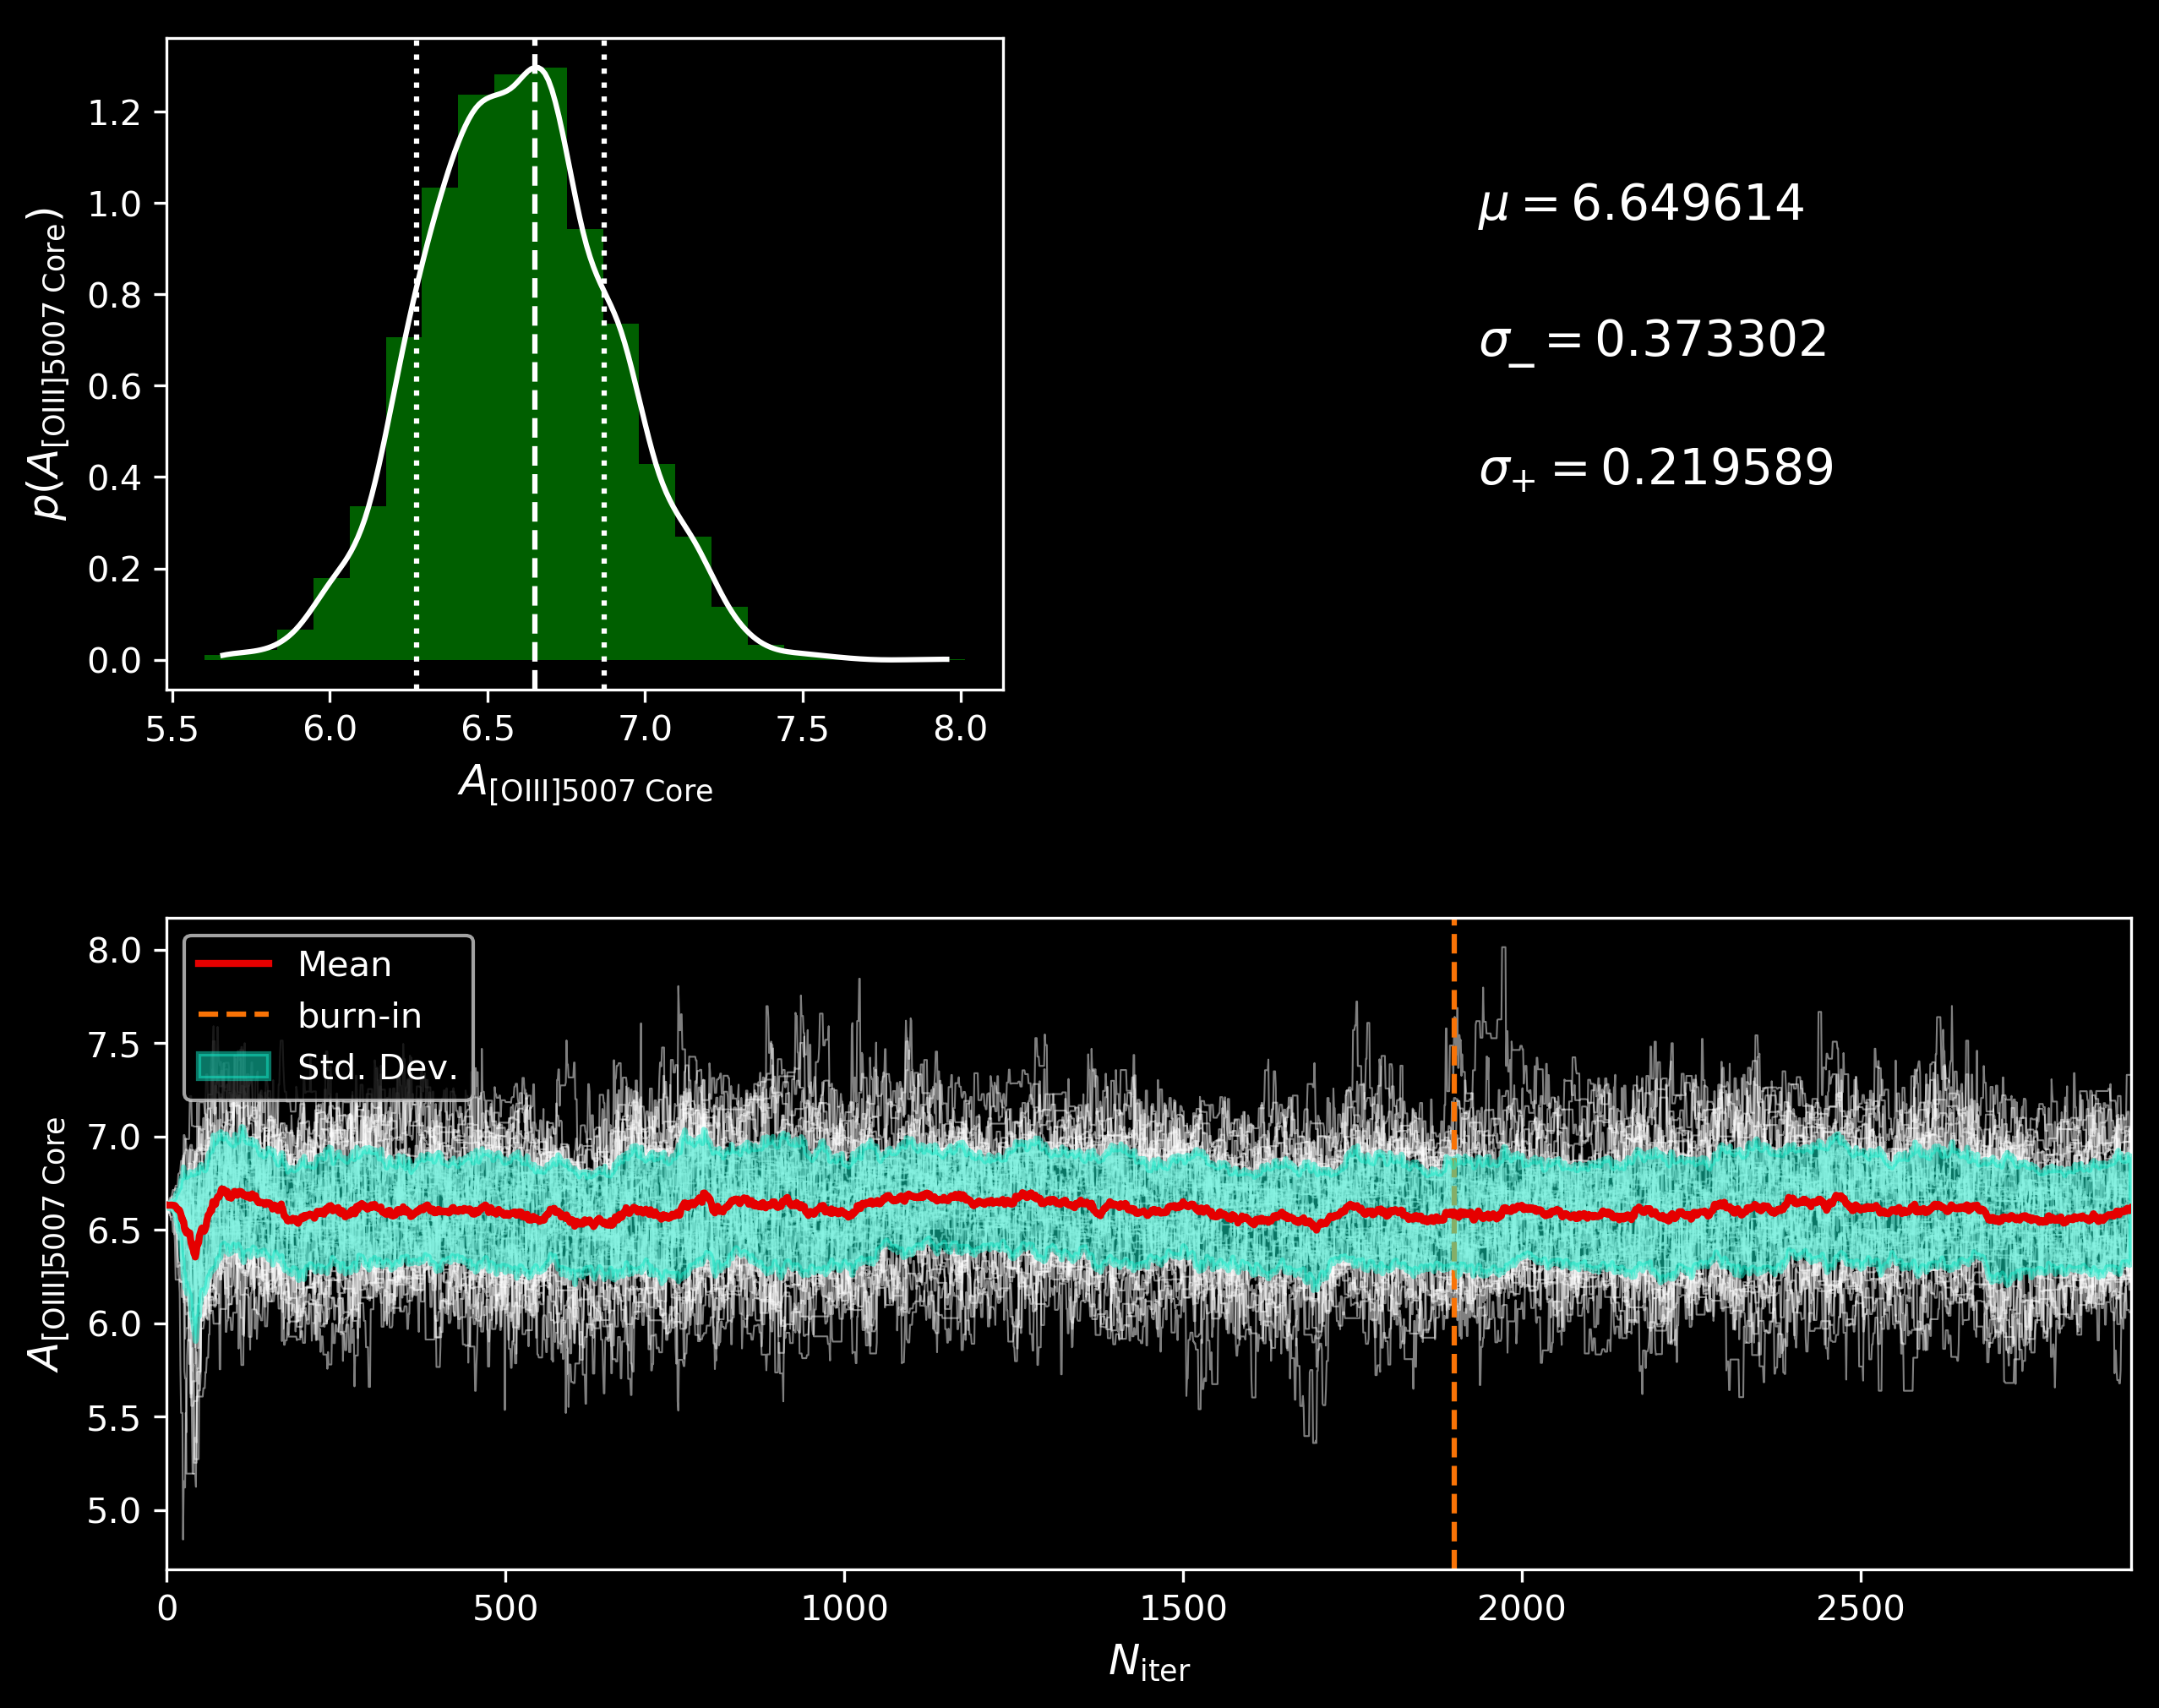 p(A[OIII]5007 Core)
1.2
1.0
0.8
0.6
0.4
0.2
0.0
5.5 6.0 6.5 7.0 7.5 8.0
A[OIII]5007 Core
μ = 6.649614
σ− = 0.373302
σ+ = 0.219589
A[OIII]5007 Core
8.0
7.5
7.0
6.5
6.0
5.5
5.0
Mean
burn-in
Std. Dev.
0 500 1000 1500 2000 2500
Niter